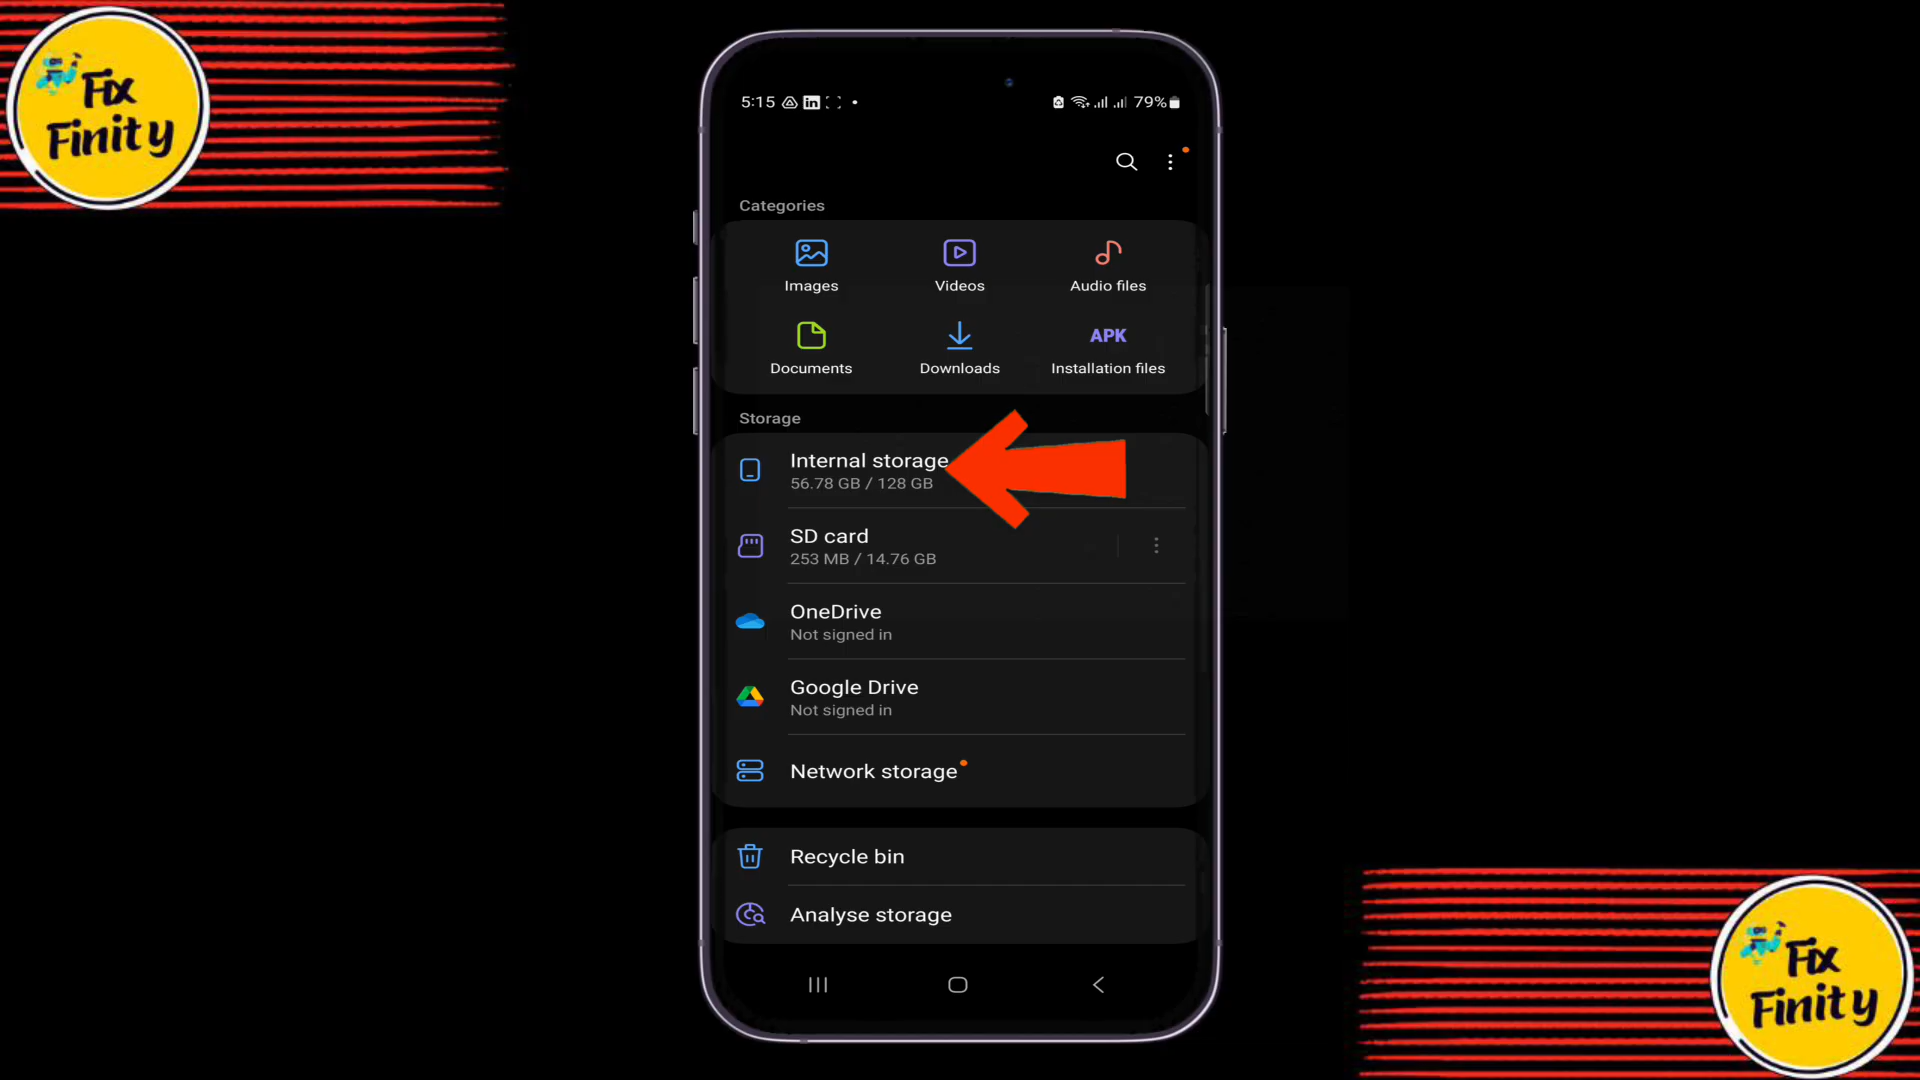 Fix
Finity
5:15
79%
Categories
Images
Videos
Audio files
Documents
Downloads
APK
Installation files
Storage
Internal storage
56.78 GB / 128 GB
SD card
253 MB / 14.76 GB
OneDrive
Not signed in
Google Drive
Not signed in
Network storage
Recycle bin
Analyse storage
Fix
Finity